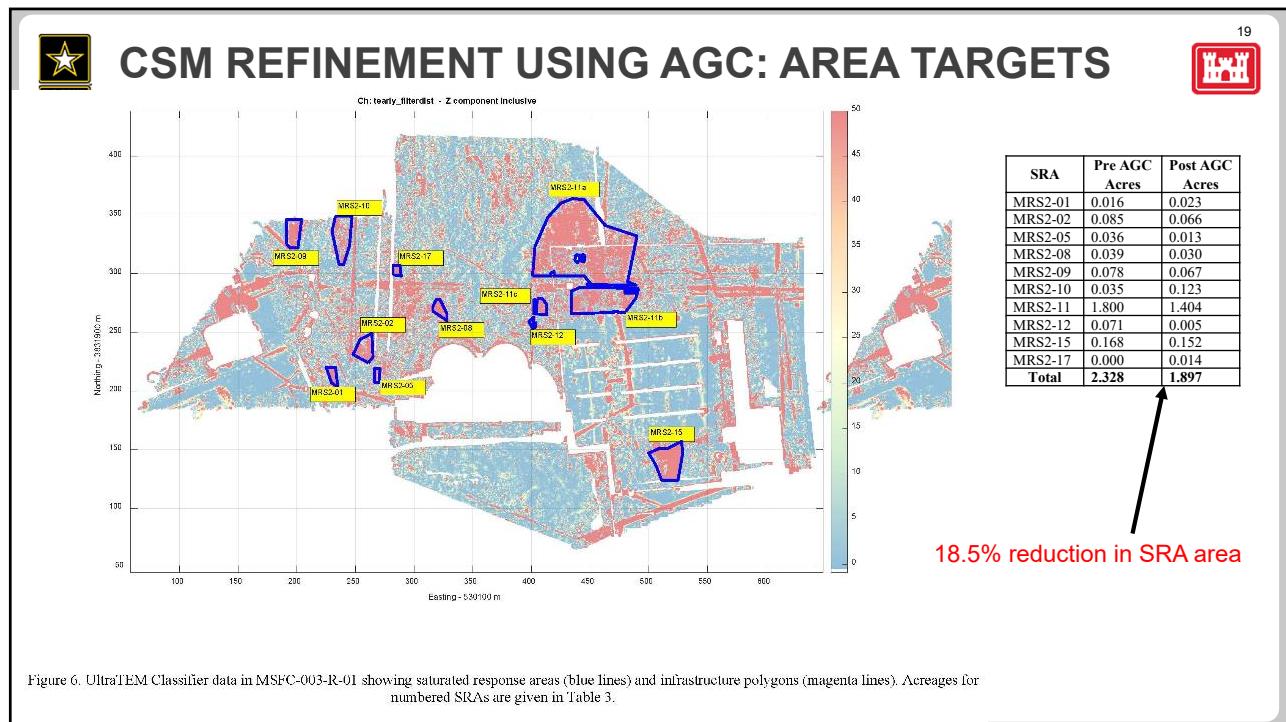 19
CSM REFINEMENT USING AGC: AREA TARGETS
Ch: tearly_filterdist - Z component inclusive
50
45
40
35
30
25
20
15
10
5
0
400
350
300
250
200
150
100
50
Northing - 3831900 m
100 150 200 250 300 350 400 450 500 550 600
Easting - 530100 m
MRS2-11a
MRS2-10
MRS2-09
MRS2-17
MRS2-11c
MRS2-02
MRS2-08
MRS2-12
MRS2-11b
MRS2-01
MRS2-05
MRS2-15
SRA Pre AGC Acres Post AGC Acres
MRS2-01 0.016 0.023
MRS2-02 0.085 0.066
MRS2-05 0.036 0.013
MRS2-08 0.039 0.030
MRS2-09 0.078 0.067
MRS2-10 0.035 0.123
MRS2-11 1.800 1.404
MRS2-12 0.071 0.005
MRS2-15 0.168 0.152
MRS2-17 0.000 0.014
Total 2.328 1.897
18.5% reduction in SRA area
Figure 6. UltraTEM Classifier data in MSFC-003-R-01 showing saturated response areas (blue lines) and infrastructure polygons (magenta lines). Acreages for
numbered SRAs are given in Table 3.